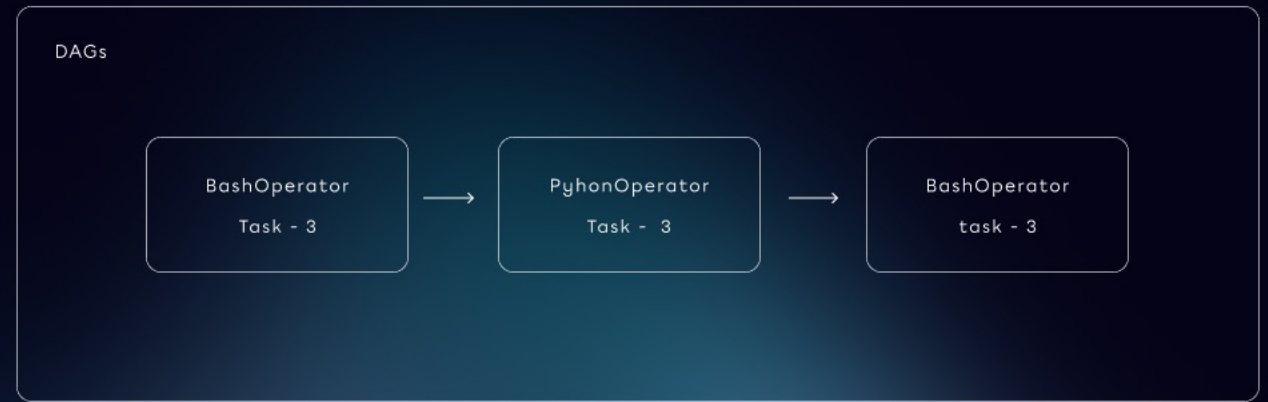 DAGs
BashOperator
Task - 3
PyhonOperator
Task -  3
BashOperator
task - 3